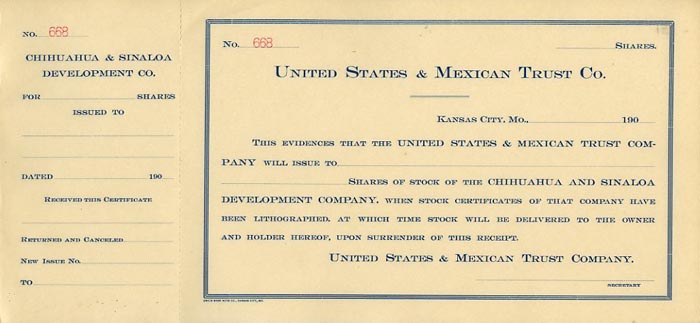 No. 668
CHIHUAHUA & SINALOA
DEVELOPMENT CO.
FOR SHARES
ISSUED TO
DATED 190
RECEIVED THIS CERTIFICATE
RETURNED AND CANCELED
NEW ISSUE NO.
TO
No. 668 SHARES.
UNITED STATES & MEXICAN TRUST CO.
KANSAS CITY, MO., 190
THIS EVIDENCES THAT THE UNITED STATES & MEXICAN TRUST COM-
PANY WILL ISSUE TO
SHARES OF STOCK OF THE CHIHUAHUA AND SINALOA
DEVELOPMENT COMPANY, WHEN STOCK CERTIFICATES OF THAT COMPANY HAVE
BEEN LITHOGRAPHED, AT WHICH TIME STOCK WILL BE DELIVERED TO THE OWNER
AND HOLDER HEREOF, UPON SURRENDER OF THIS RECEIPT.
UNITED STATES & MEXICAN TRUST COMPANY.
SECRETARY